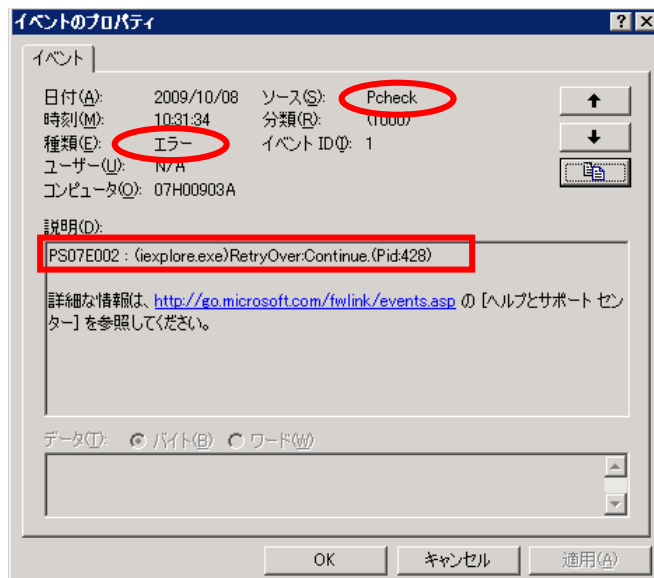 イベントのプロパティ
イベント
日付(A): 2009/10/08 ソース(S): Pcheck
時刻(M): 10:31:34 分類(R): (1000)
種類(E): エラー イベント ID(I): 1
ユーザー(U): N/A
コンピュータ(O): 07H00903A
説明(D):
PS07E002 : (iexplore.exe)RetryOver:Continue.(Pid:428)
詳細な情報は、http://go.microsoft.com/fwlink/events.asp の [ヘルプとサポート セン
ター] を参照してください。
データ(T): バイト(B) ワード(W)
OK キャンセル 適用(A)